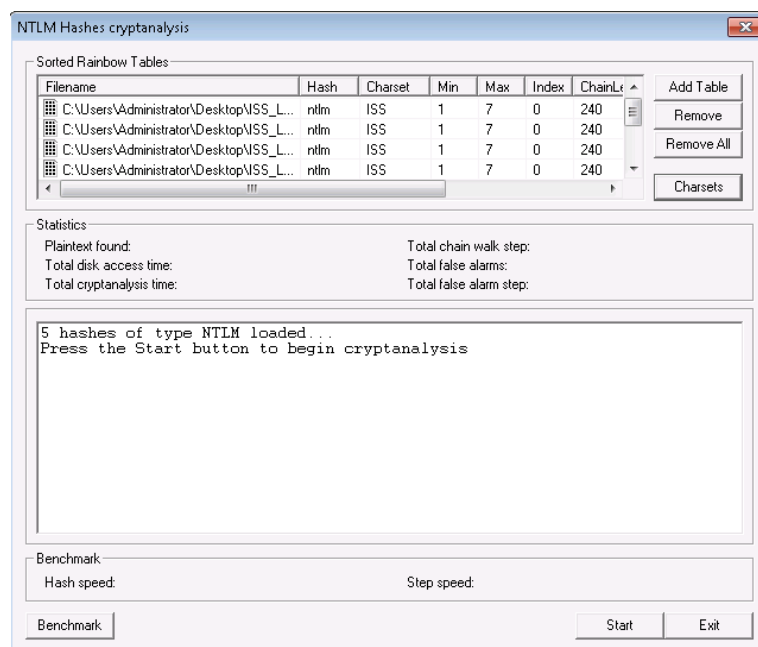 NTLM Hashes cryptanalysis
Sorted Rainbow Tables
Filename Hash Charset Min Max Index ChainLe
C:\Users\Administrator\Desktop\ISS_L... ntlm ISS 1 7 0 240
C:\Users\Administrator\Desktop\ISS_L... ntlm ISS 1 7 0 240
C:\Users\Administrator\Desktop\ISS_L... ntlm ISS 1 7 0 240
C:\Users\Administrator\Desktop\ISS_L... ntlm ISS 1 7 0 240
Add Table
Remove
Remove All
Charsets
Statistics
Plaintext found:
Total disk access time:
Total cryptanalysis time:
Total chain walk step:
Total false alarms:
Total false alarm step:
5 hashes of type NTLM loaded...
Press the Start button to begin cryptanalysis
Benchmark
Hash speed: Step speed:
Benchmark Start Exit